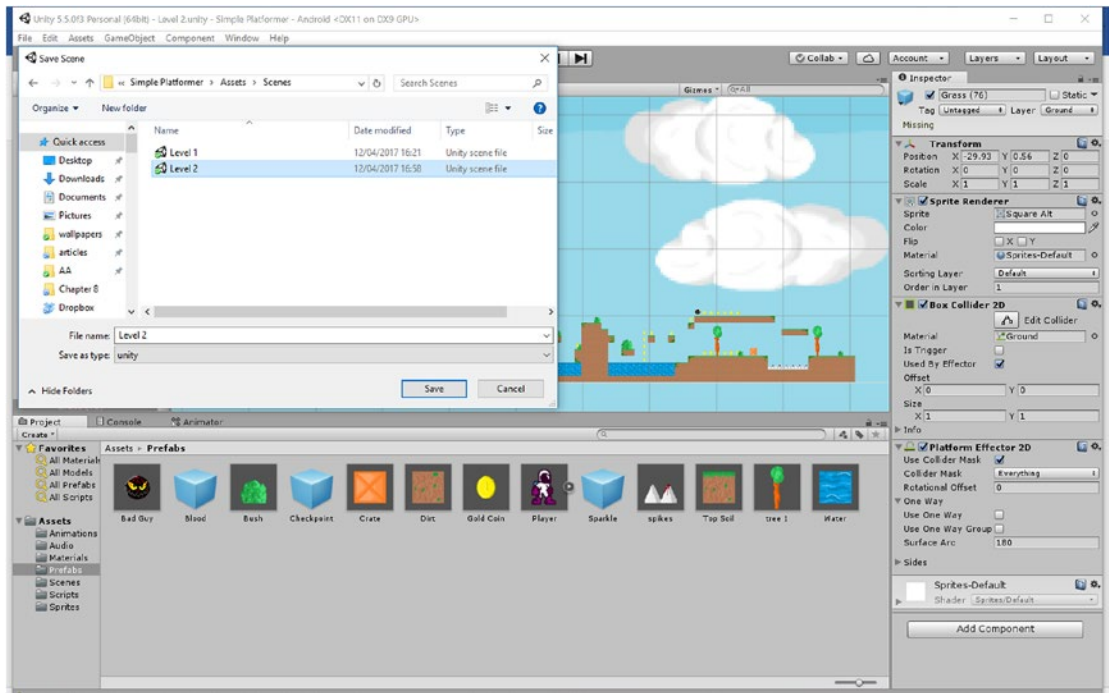 Unity 5.5.0f3 Personal (64bit) - Level 2.unity - Simple Platformer - Android <DX11 on DX9 GPU>
File Edit Assets GameObject Component Window Help
Save Scene
Collab Account Layers Layout
« Simple Platformer > Assets > Scenes Search Scenes
Organize New folder
Name Date modified Type Size
Level 1 12/04/2017 16:21 Unity scene file
Level 2 12/04/2017 16:58 Unity scene file
Quick access
Desktop
Downloads
Documents
Pictures
wallpapers
articles
AA
Chapter 8
Dropbox
File name: Level 2
Save as type: unity
Hide Folders Save Cancel
Gizmos All
Inspector
Grass (76) Static
Tag Untagged Layer Ground
Missing
Transform
Position X -29.93 Y 0.56 Z 0
Rotation X 0 Y 0 Z 0
Scale X 1 Y 1 Z 1
Sprite Renderer
Sprite Square Alt
Color
Flip X Y
Material Sprites-Default
Sorting Layer Default
Order in Layer 1
Box Collider 2D
Edit Collider
Material Ground
Is Trigger
Used By Effector
Offset
X 0 Y 0
Size
X 1 Y 1
Info
Platform Effector 2D
Use Collider Mask
Collider Mask Everything
Rotational Offset 0
One Way
Use One Way
Use One Way Group
Surface Arc 180
Sides
Sprites-Default
Shader Sprites/Default
Add Component
Project Console Animator
Create
Favorites
All Materials
All Models
All Prefabs
All Scripts
Assets
Animations
Audio
Materials
Prefabs
Scenes
Scripts
Sprites
Assets Prefabs
Bad Guy Blood Bush Checkpoint Crate Dirt Gold Coin Player Sparkle spikes Top Soil tree 1 Water